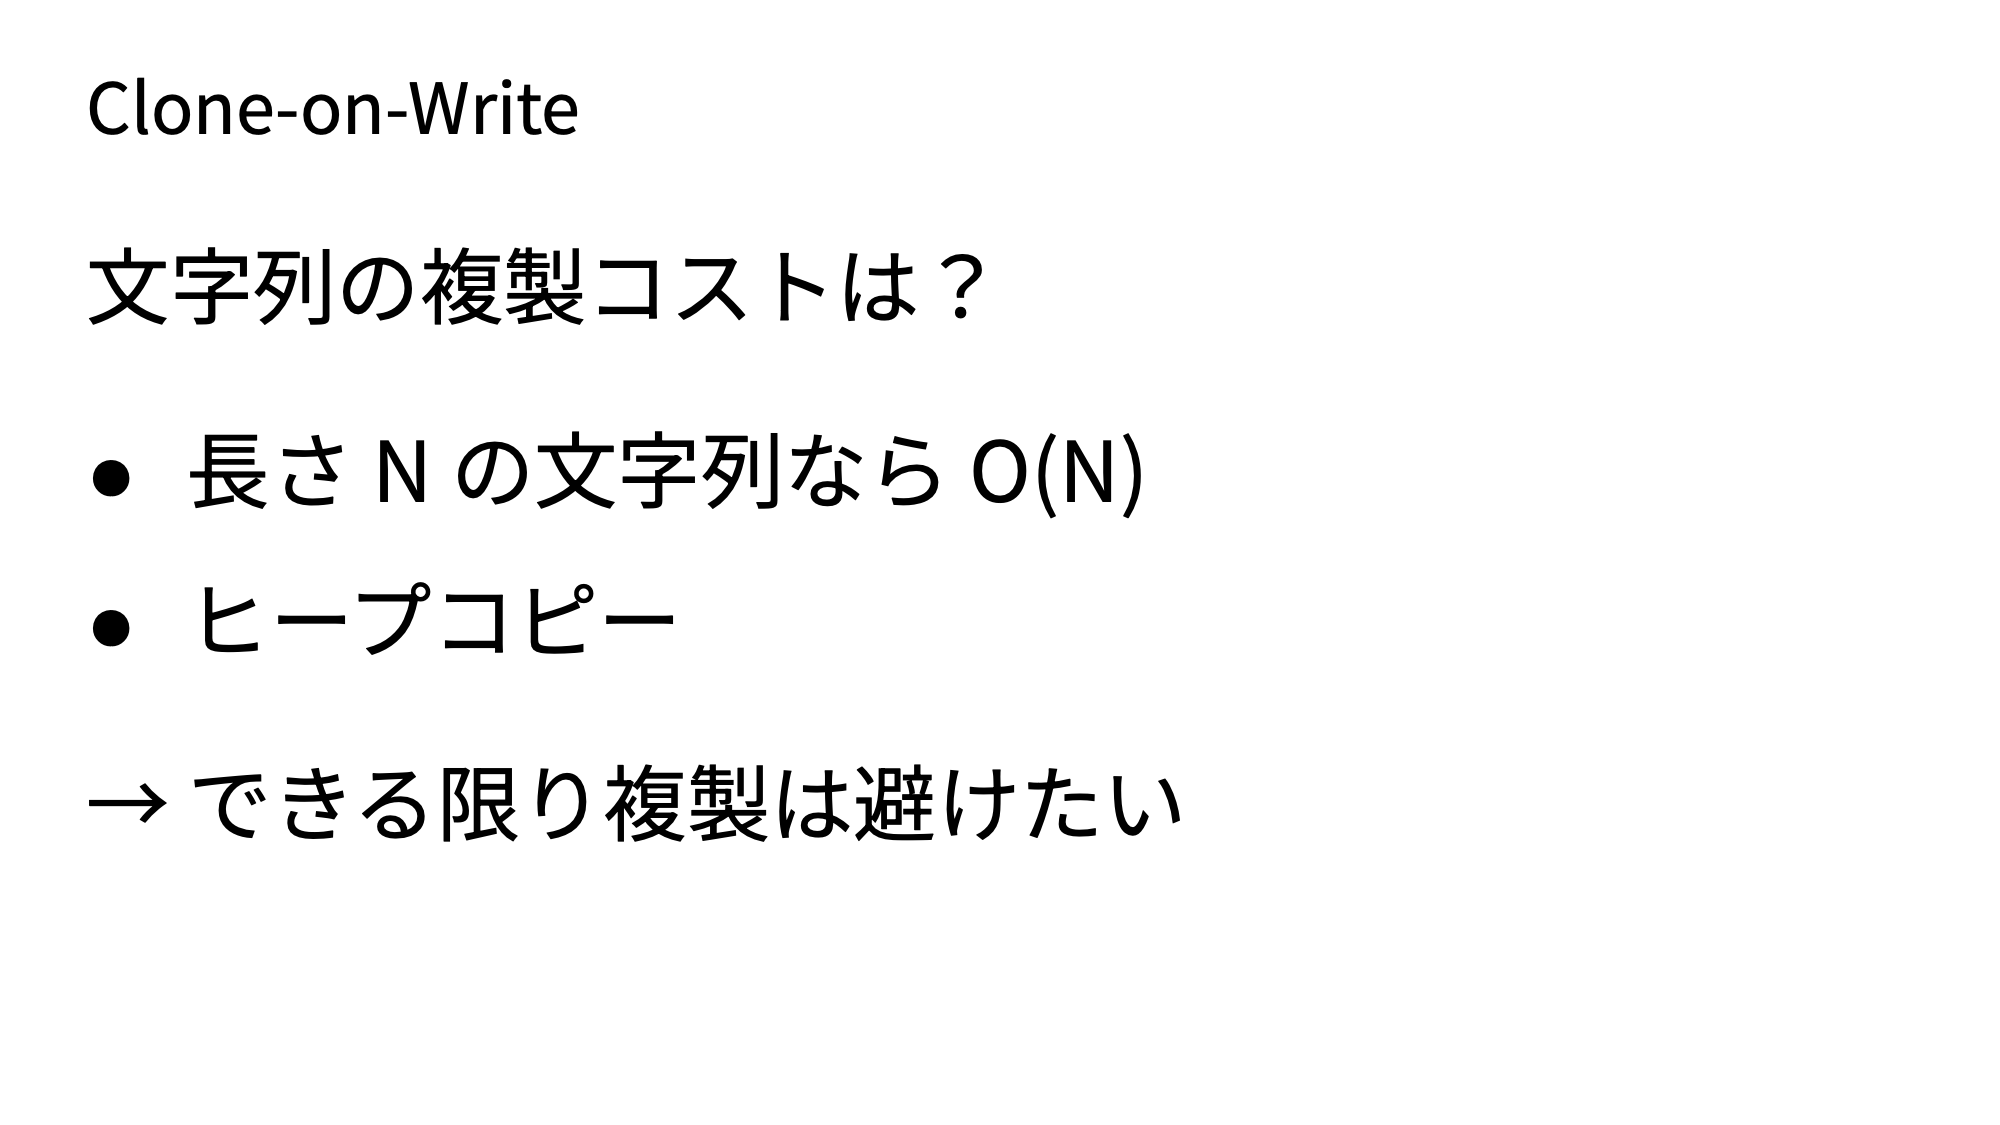 Clone-on-Write
文字列の複製コストは？
● 長さ N の文字列なら O(N)
● ヒープコピー
→ できる限り複製は避けたい